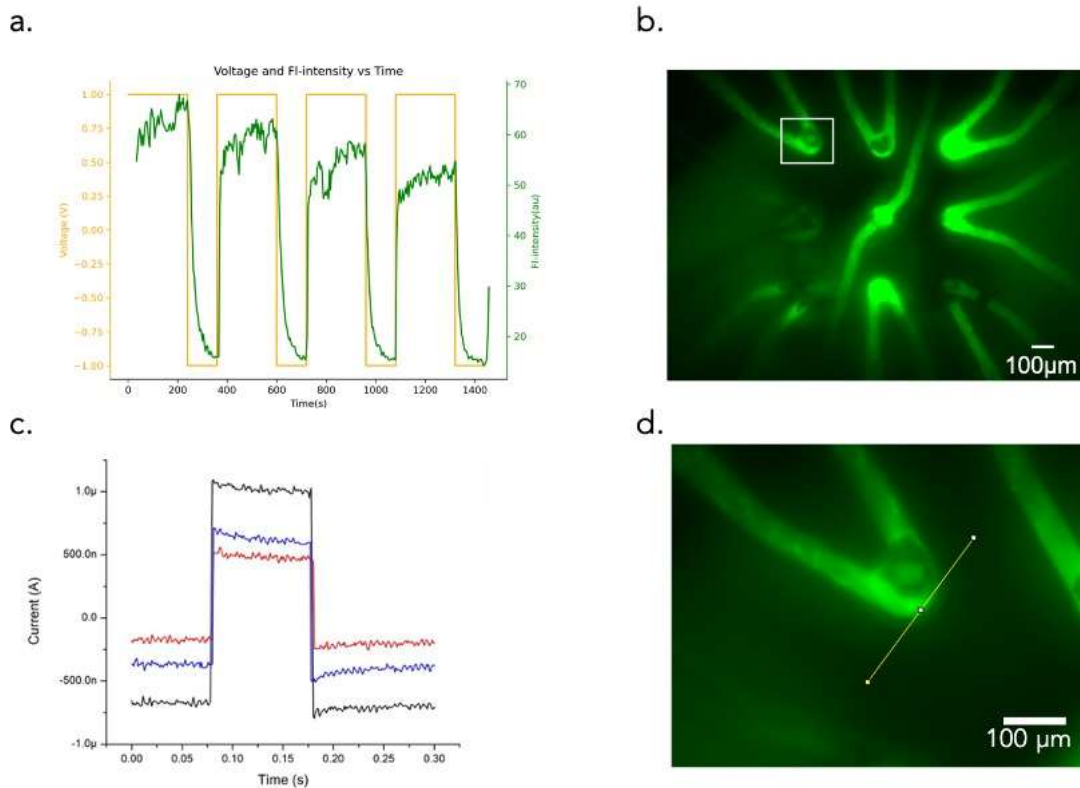 a.
Voltage and Fl-intensity vs Time
1.00
0.75
0.50
0.25
0.00
−0.25
−0.50
−0.75
−1.00
Voltage (V)
70
60
50
40
30
20
Fl-intensity(au)
0
200
400
600
800
1000
1200
1400
Time(s)
b.
100μm
c.
1.0μ
500.0n
0.0
-500.0n
-1.0μ
Current (A)
0.00
0.05
0.10
0.15
0.20
0.25
0.30
Time (s)
d.
100 μm